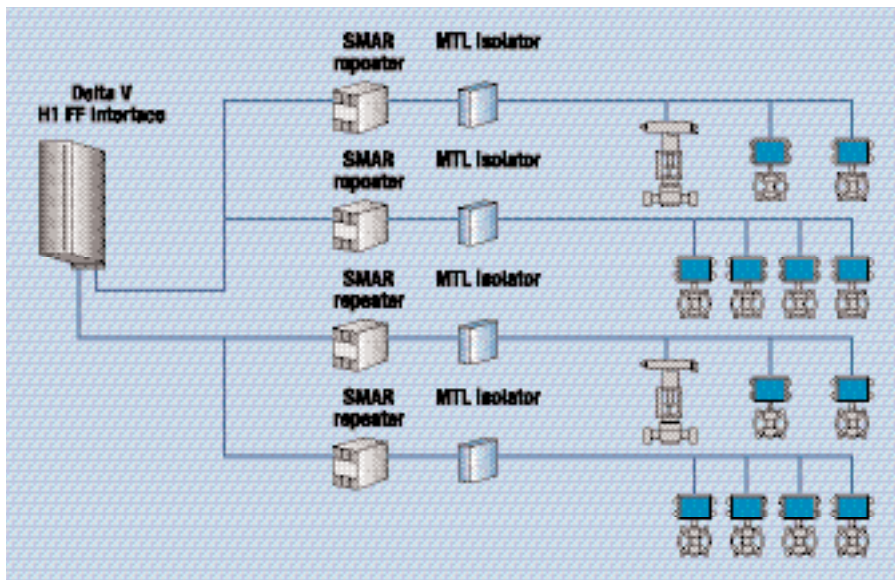 SMAR
repeater
MTL Isolator
Delta V
H1 FF Interface
SMAR
repeater
MTL Isolator
SMAR
repeater
MTL Isolator
SMAR
repeater
MTL Isolator